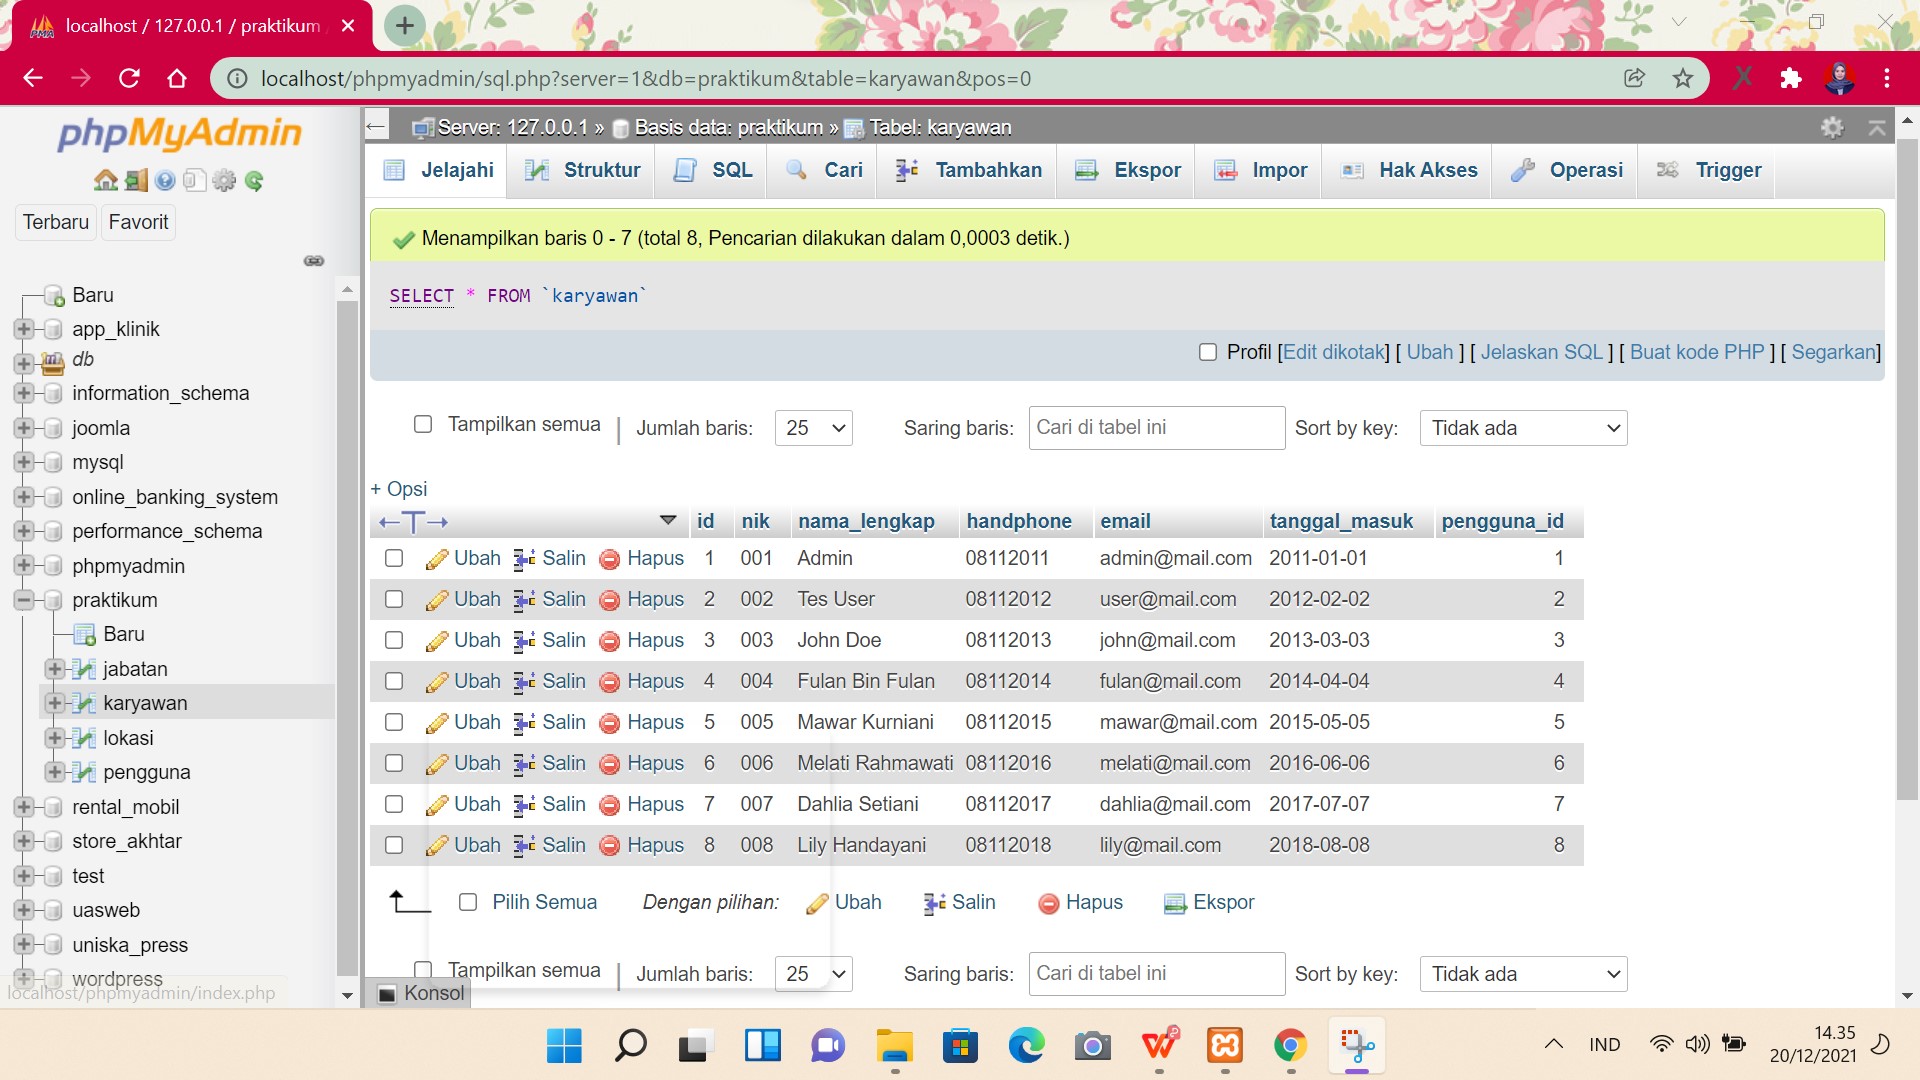 localhost / 127.0.0.1 / praktikum
localhost/phpmyadmin/sql.php?server=1&db=praktikum&table=karyawan&pos=0
phpMyAdmin
Terbaru Favorit
Baru
app_klinik
db
information_schema
joomla
mysql
online_banking_system
performance_schema
phpmyadmin
praktikum
Baru
jabatan
karyawan
lokasi
pengguna
rental_mobil
store_akhtar
test
uasweb
uniska_press
wordpress
localhost/phpmyadmin/index.php
Server: 127.0.0.1 » Basis data: praktikum » Tabel: karyawan
Jelajahi Struktur SQL Cari Tambahkan Ekspor Impor Hak Akses Operasi Trigger
Menampilkan baris 0 - 7 (total 8, Pencarian dilakukan dalam 0,0003 detik.)
SELECT * FROM `karyawan`
Profil [Edit dikotak] [ Ubah ] [ Jelaskan SQL ] [ Buat kode PHP ] [ Segarkan]
Tampilkan semua | Jumlah baris: 25 Saring baris: Cari di tabel ini Sort by key: Tidak ada
+ Opsi
←T→ id nik nama_lengkap handphone email tanggal_masuk pengguna_id
Ubah Salin Hapus 1 001 Admin 08112011 admin@mail.com 2011-01-01 1
Ubah Salin Hapus 2 002 Tes User 08112012 user@mail.com 2012-02-02 2
Ubah Salin Hapus 3 003 John Doe 08112013 john@mail.com 2013-03-03 3
Ubah Salin Hapus 4 004 Fulan Bin Fulan 08112014 fulan@mail.com 2014-04-04 4
Ubah Salin Hapus 5 005 Mawar Kurniani 08112015 mawar@mail.com 2015-05-05 5
Ubah Salin Hapus 6 006 Melati Rahmawati 08112016 melati@mail.com 2016-06-06 6
Ubah Salin Hapus 7 007 Dahlia Setiani 08112017 dahlia@mail.com 2017-07-07 7
Ubah Salin Hapus 8 008 Lily Handayani 08112018 lily@mail.com 2018-08-08 8
Pilih Semua Dengan pilihan: Ubah Salin Hapus Ekspor
Tampilkan semua | Jumlah baris: 25 Saring baris: Cari di tabel ini Sort by key: Tidak ada
Konsol
IND
14.35
20/12/2021